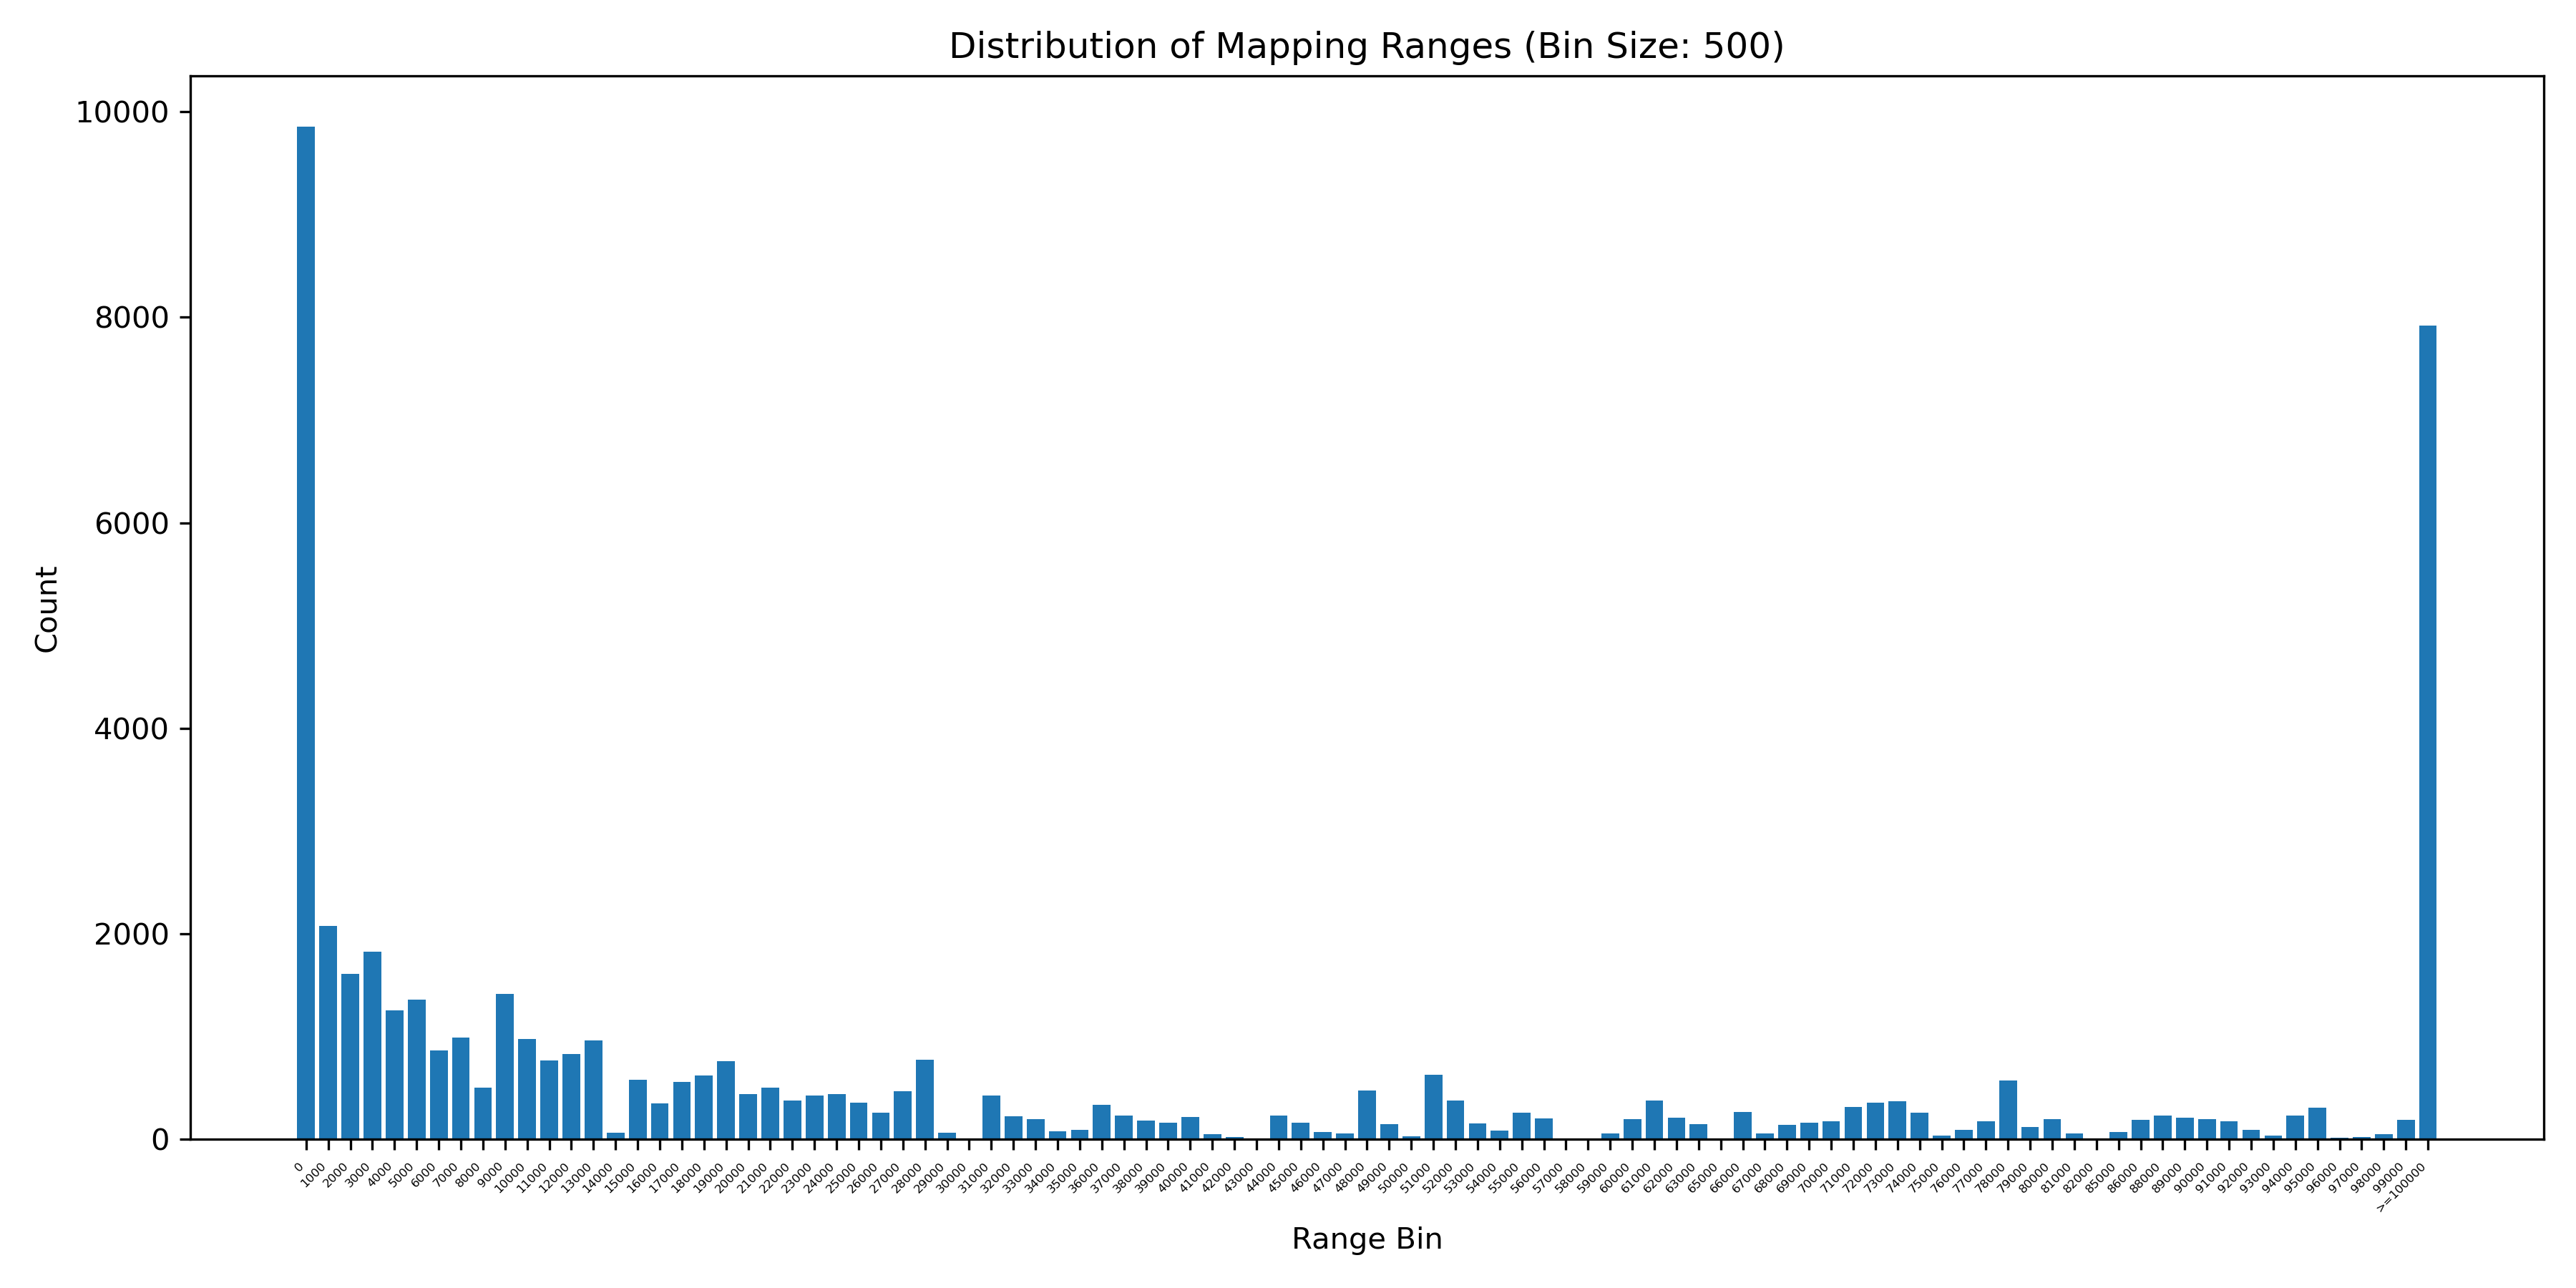 Distribution of Mapping Ranges (Bin Size: 500)
10000
8000
6000
4000
2000
0
Count
0 1000 2000 3000 4000 5000 6000 7000 8000 9000 10000 11000 12000 13000 14000 15000 16000 17000 18000 19000 20000 21000 22000 23000 24000 25000 26000 27000 28000 29000 30000 31000 32000 33000 34000 35000 36000 37000 38000 39000 40000 41000 42000 43000 44000 45000 46000 47000 48000 49000 50000 51000 52000 53000 54000 55000 56000 57000 58000 59000 60000 61000 62000 63000 65000 66000 67000 68000 69000 70000 71000 72000 73000 74000 75000 76000 77000 78000 79000 80000 81000 82000 85000 86000 88000 89000 90000 91000 92000 93000 94000 95000 96000 97000 98000 99000 >=100000
Range Bin